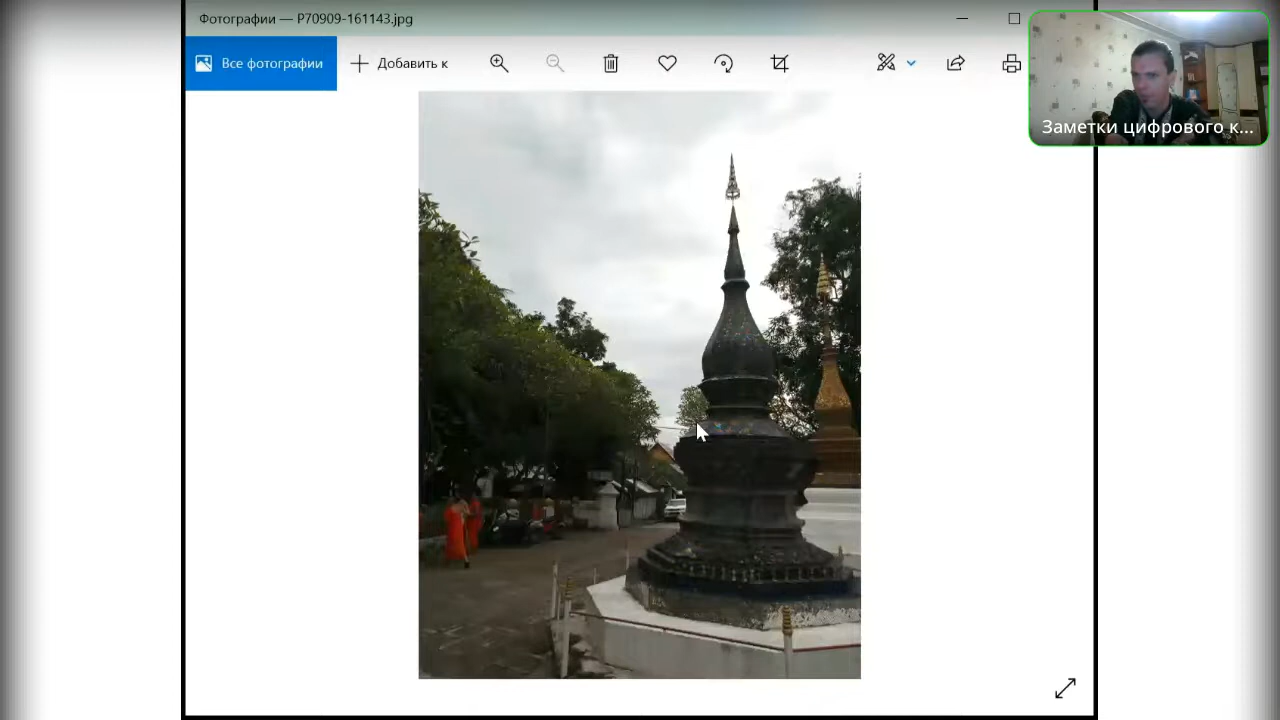 Фотографии — P70909-161143.jpg
Все фотографии
Добавить к
Заметки цифрового к...